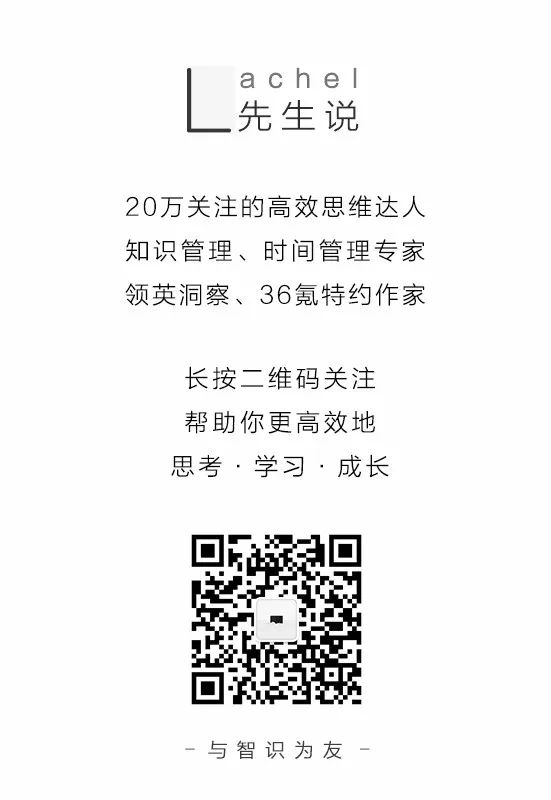 Lachel
先生说
20万关注的高效思维达人
知识管理、时间管理专家
领英洞察、36氪特约作家
长按二维码关注
帮助你更高效地
思考·学习·成长
- 与智识为友 -